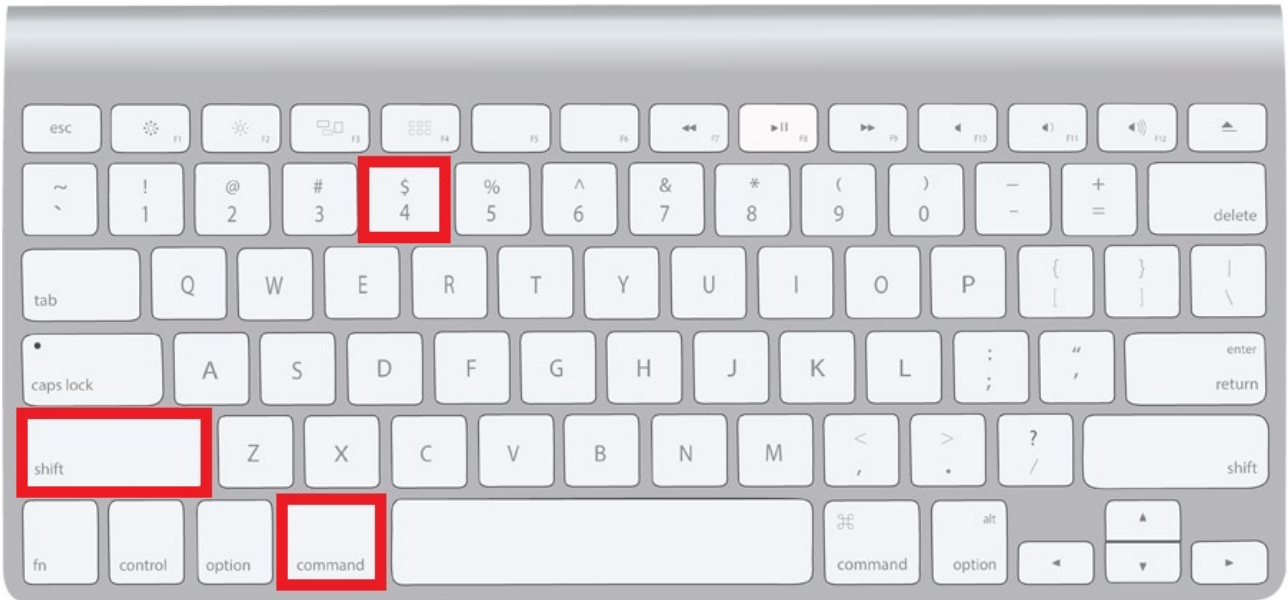 esc F1 F2 F3 F4 F5 F6 F7 F8 F9 F10 F11 F12
~ ! @ # $ % ^ & * ( ) — +
` 1 2 3 4 5 6 7 8 9 0 - = delete
tab Q W E R T Y U I O P { } |
[ ] \
caps lock A S D F G H J K L : ; " , enter return
shift Z X C V B N M < , > . ? / shift
fn control option command ⌘ command alt option